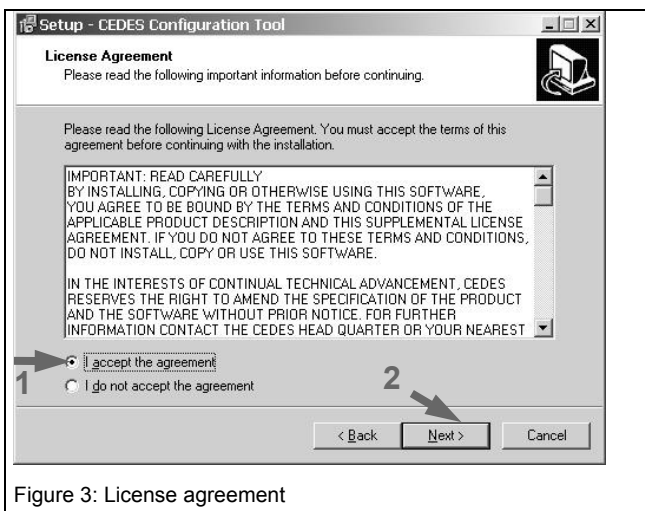 Setup - CEDES Configuration Tool
License Agreement
Please read the following important information before continuing.
Please read the following License Agreement. You must accept the terms of this
agreement before continuing with the installation.
IMPORTANT: READ CAREFULLY
BY INSTALLING, COPYING OR OTHERWISE USING THIS SOFTWARE,
YOU AGREE TO BE BOUND BY THE TERMS AND CONDITIONS OF THE
APPLICABLE PRODUCT DESCRIPTION AND THIS SUPPLEMENTAL LICENSE
AGREEMENT. IF YOU DO NOT AGREE TO THESE TERMS AND CONDITIONS,
DO NOT INSTALL, COPY OR USE THIS SOFTWARE.
IN THE INTERESTS OF CONTINUAL TECHNICAL ADVANCEMENT, CEDES
RESERVES THE RIGHT TO AMEND THE SPECIFICATION OF THE PRODUCT
AND THE SOFTWARE WITHOUT PRIOR NOTICE. FOR FURTHER
INFORMATION CONTACT THE CEDES HEAD QUARTER OR YOUR NEAREST
I accept the agreement
1
I do not accept the agreement
2
< Back Next > Cancel
Figure 3: License agreement